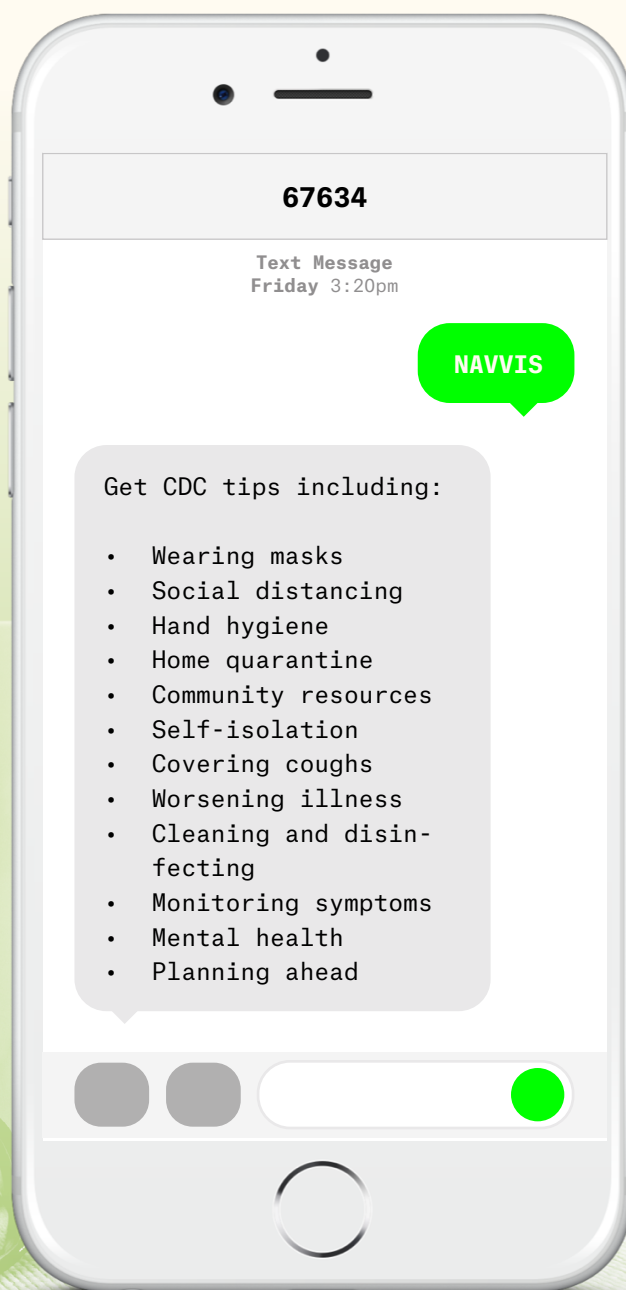 67634
Text Message
Friday 3:20pm
NAVVIS
Get CDC tips including:
• Wearing masks
• Social distancing
• Hand hygiene
• Home quarantine
• Community resources
• Self-isolation
• Covering coughs
• Worsening illness
• Cleaning and disin-
fecting
• Monitoring symptoms
• Mental health
• Planning ahead